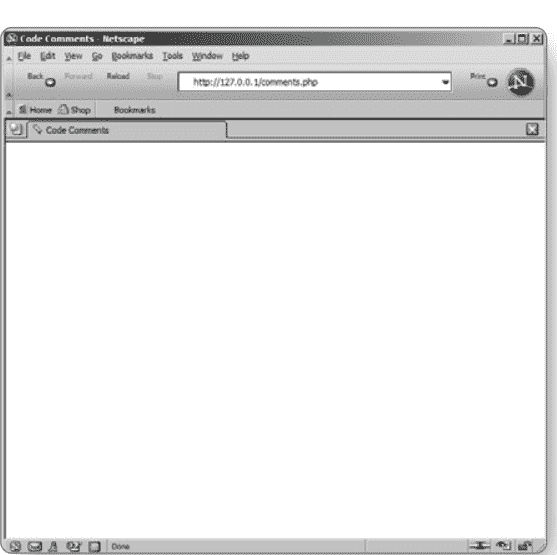 Code Comments - Netscape
File Edit View Go Bookmarks Tools Window Help
Back Forward Reload Stop http://127.0.0.1/comments.php Print N
Home Shop Bookmarks
Code Comments
Done